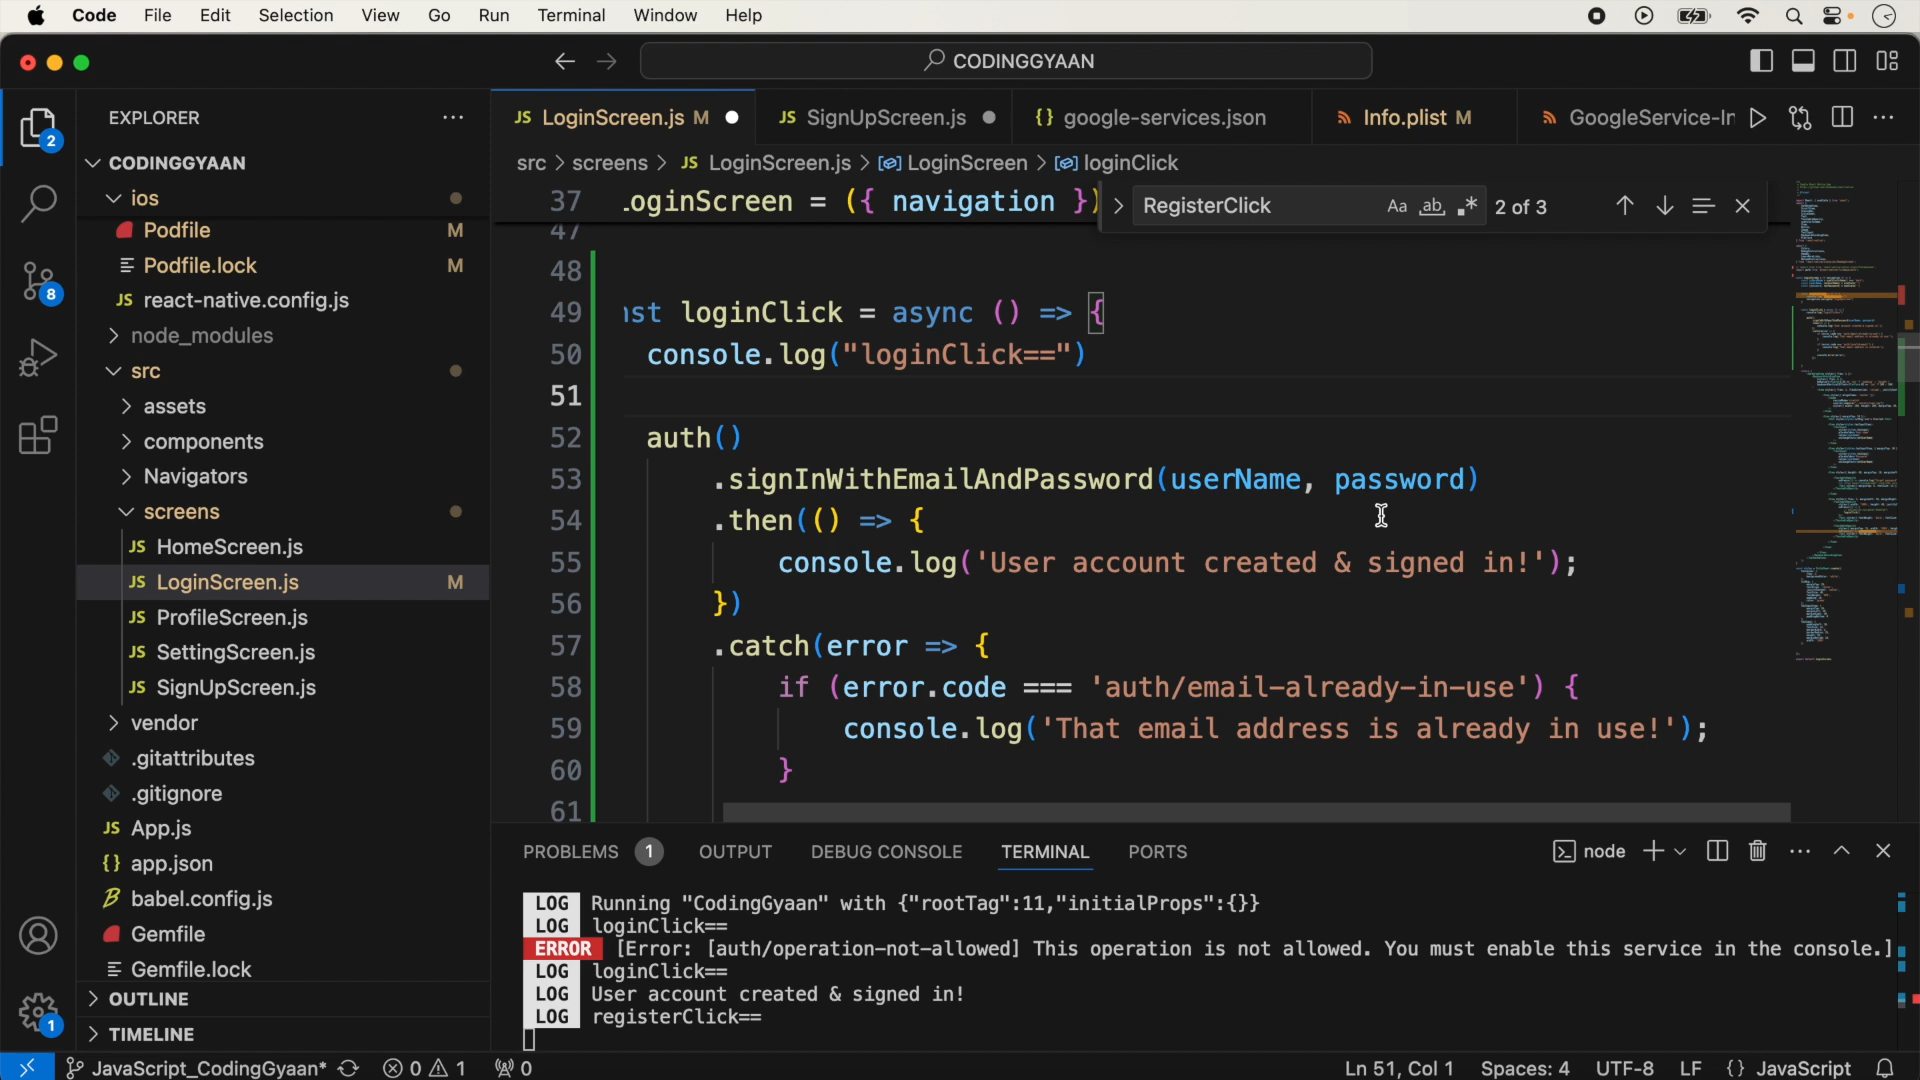 Code File Edit Selection View Go Run Terminal Window Help
CODINGGYAAN
EXPLORER
JS LoginScreen.js M
JS SignUpScreen.js
{} google-services.json
Info.plist M
GoogleService-Ir
src > screens > JS LoginScreen.js > LoginScreen > loginClick
RegisterClick Aa ab .* 2 of 3
CODINGGYAAN
ios
Podfile M
Podfile.lock M
JS react-native.config.js
node_modules
src
assets
components
Navigators
screens
JS HomeScreen.js
JS LoginScreen.js M
JS ProfileScreen.js
JS SettingScreen.js
JS SignUpScreen.js
vendor
.gitattributes
.gitignore
JS App.js
{} app.json
babel.config.js
Gemfile
Gemfile.lock
OUTLINE
TIMELINE
2
8
1
37 LoginScreen = ({ navigation })
47
48
49 nst loginClick = async () => {
50 console.log("loginClick==")
51
52 auth()
53 .signInWithEmailAndPassword(userName, password)
54 .then(() => {
55 console.log('User account created & signed in!');
56 })
57 .catch(error => {
58 if (error.code === 'auth/email-already-in-use') {
59 console.log('That email address is already in use!');
60 }
61
PROBLEMS 1 OUTPUT DEBUG CONSOLE TERMINAL PORTS
node
LOG Running "CodingGyaan" with {"rootTag":11,"initialProps":{}}
LOG loginClick==
ERROR [Error: [auth/operation-not-allowed] This operation is not allowed. You must enable this service in the console.]
LOG loginClick==
LOG User account created & signed in!
LOG registerClick==
JavaScript_CodingGyaan* 0 1 0
Ln 51, Col 1 Spaces: 4 UTF-8 LF {} JavaScript